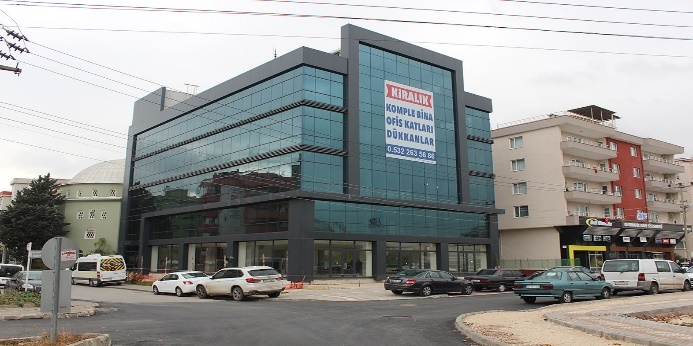 KİRALIK
KOMPLE BİNA
OFİS KATLARI
DÜKKANLAR
0.532 263 56 86